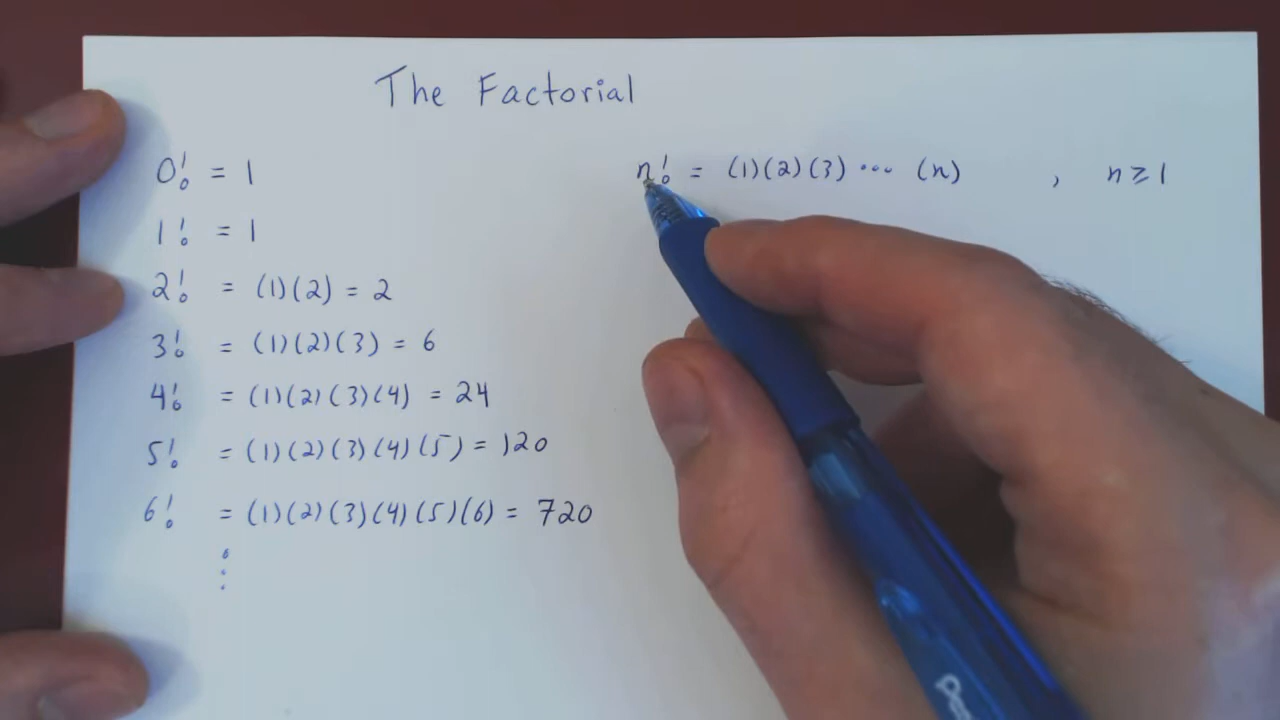 The Factorial
0! = 1
n! = (1)(2)(3) ··· (n) , n ≥ 1
1! = 1
2! = (1)(2) = 2
3! = (1)(2)(3) = 6
4! = (1)(2)(3)(4) = 24
5! = (1)(2)(3)(4)(5) = 120
6! = (1)(2)(3)(4)(5)(6) = 720
⋮